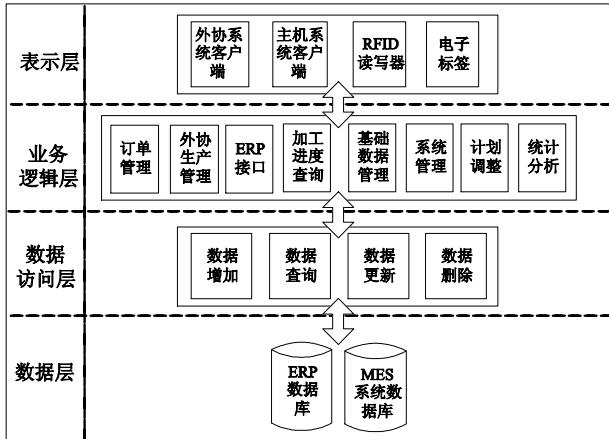 表示层
外协系
统客户
端
主机系
统客户
端
RFID
读写器
电子
标签
业务
逻辑层
订单
管理
外协
生产
管理
ERP
接口
加工
进度
查询
基础
数据
管理
系统
管理
计划
调整
统计
分析
数据
访问层
数据
增加
数据
查询
数据
更新
数据
删除
数据层
ERP
数据
库
MES
系统数
据库